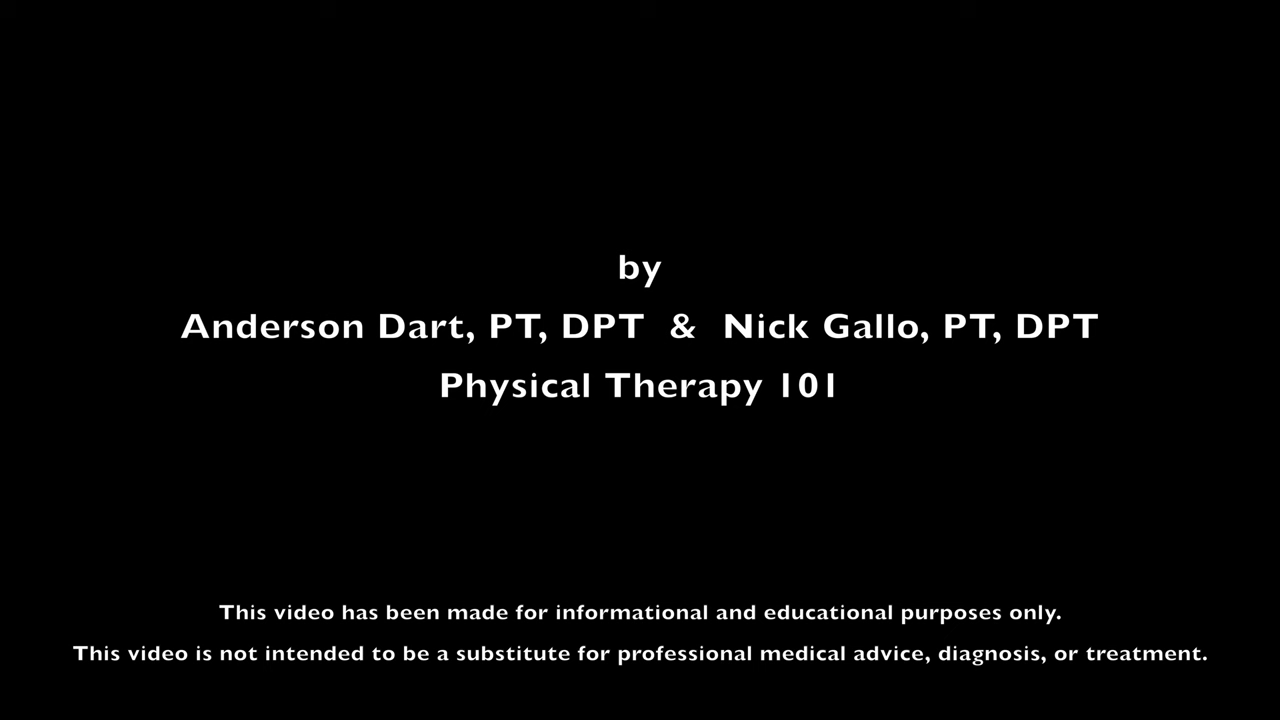 by
Anderson Dart, PT, DPT & Nick Gallo, PT, DPT
Physical Therapy 101
This video has been made for informational and educational purposes only.
This video is not intended to be a substitute for professional medical advice, diagnosis, or treatment.